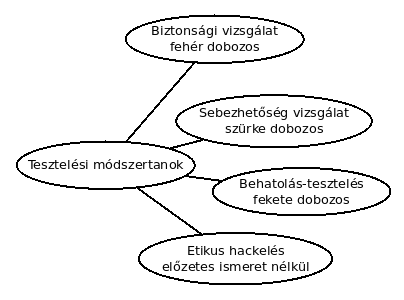 Biztonsági vizsgálat
fehér dobozos
Sebezhetőség vizsgálat
szürke dobozos
Tesztelési módszertanok
Behatolás-tesztelés
fekete dobozos
Etikus hackelés
előzetes ismeret nélkül